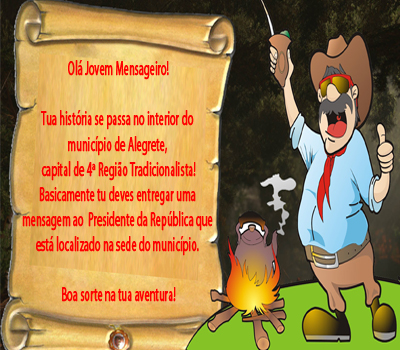 Olá Jovem Mensageiro!
Tua história se passa no interior do
município de Alegrete,
capital de 4ª Região Tradicionalista!
Basicamente tu deves entregar uma
mensagem ao Presidente da República que
está localizado na sede do município.
Boa sorte na tua aventura!